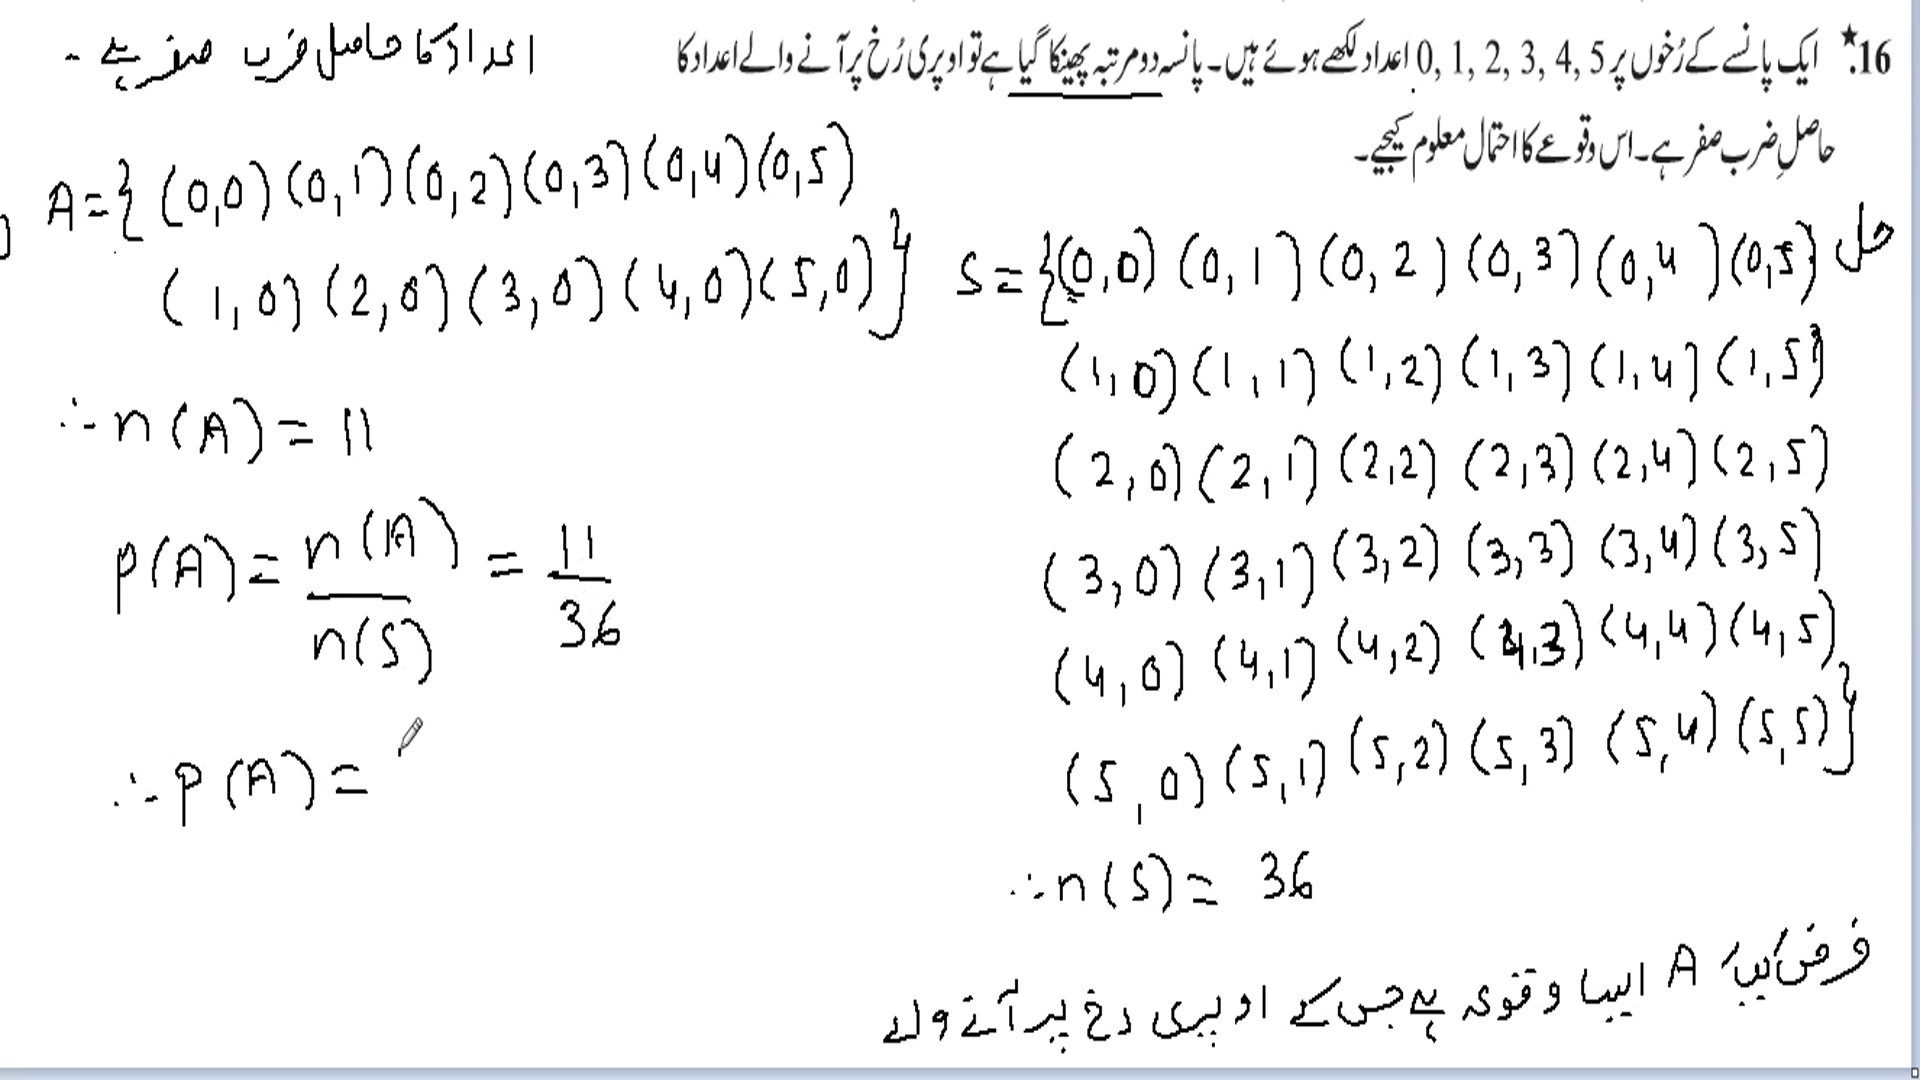 16.* ایک پانسے کے رُخوں پر 0, 1, 2, 3, 4, 5 اعداد لکھے ہوئے ہیں۔ پانسہ دو مرتبہ پھینکا گیا ہے تو اوپری رُخ پر آنے والے اعداد کا
حاصلِ ضرب صفر ہے۔ اس وقوعے کا احتمال معلوم کیجیے۔
حل
S = {(0,0) (0,1) (0,2) (0,3) (0,4) (0,5)
(1,0) (1,1) (1,2) (1,3) (1,4) (1,5)
(2,0) (2,1) (2,2) (2,3) (2,4) (2,5)
(3,0) (3,1) (3,2) (3,3) (3,4) (3,5)
(4,0) (4,1) (4,2) (4,3) (4,4) (4,5)
(5,0) (5,1) (5,2) (5,3) (5,4) (5,5)}
∴ n(S) = 36
فرض کیا A ایسا وقوعہ ہے جس کے اوپری رخ پر آنے والے
اعداد کا حاصل ضرب صفر ہے -
A = { (0,0) (0,1) (0,2) (0,3) (0,4) (0,5)
(1,0) (2,0) (3,0) (4,0) (5,0) }
∴ n(A) = 11
P(A) = n(A)/n(S) = 11/36
∴ P(A) =